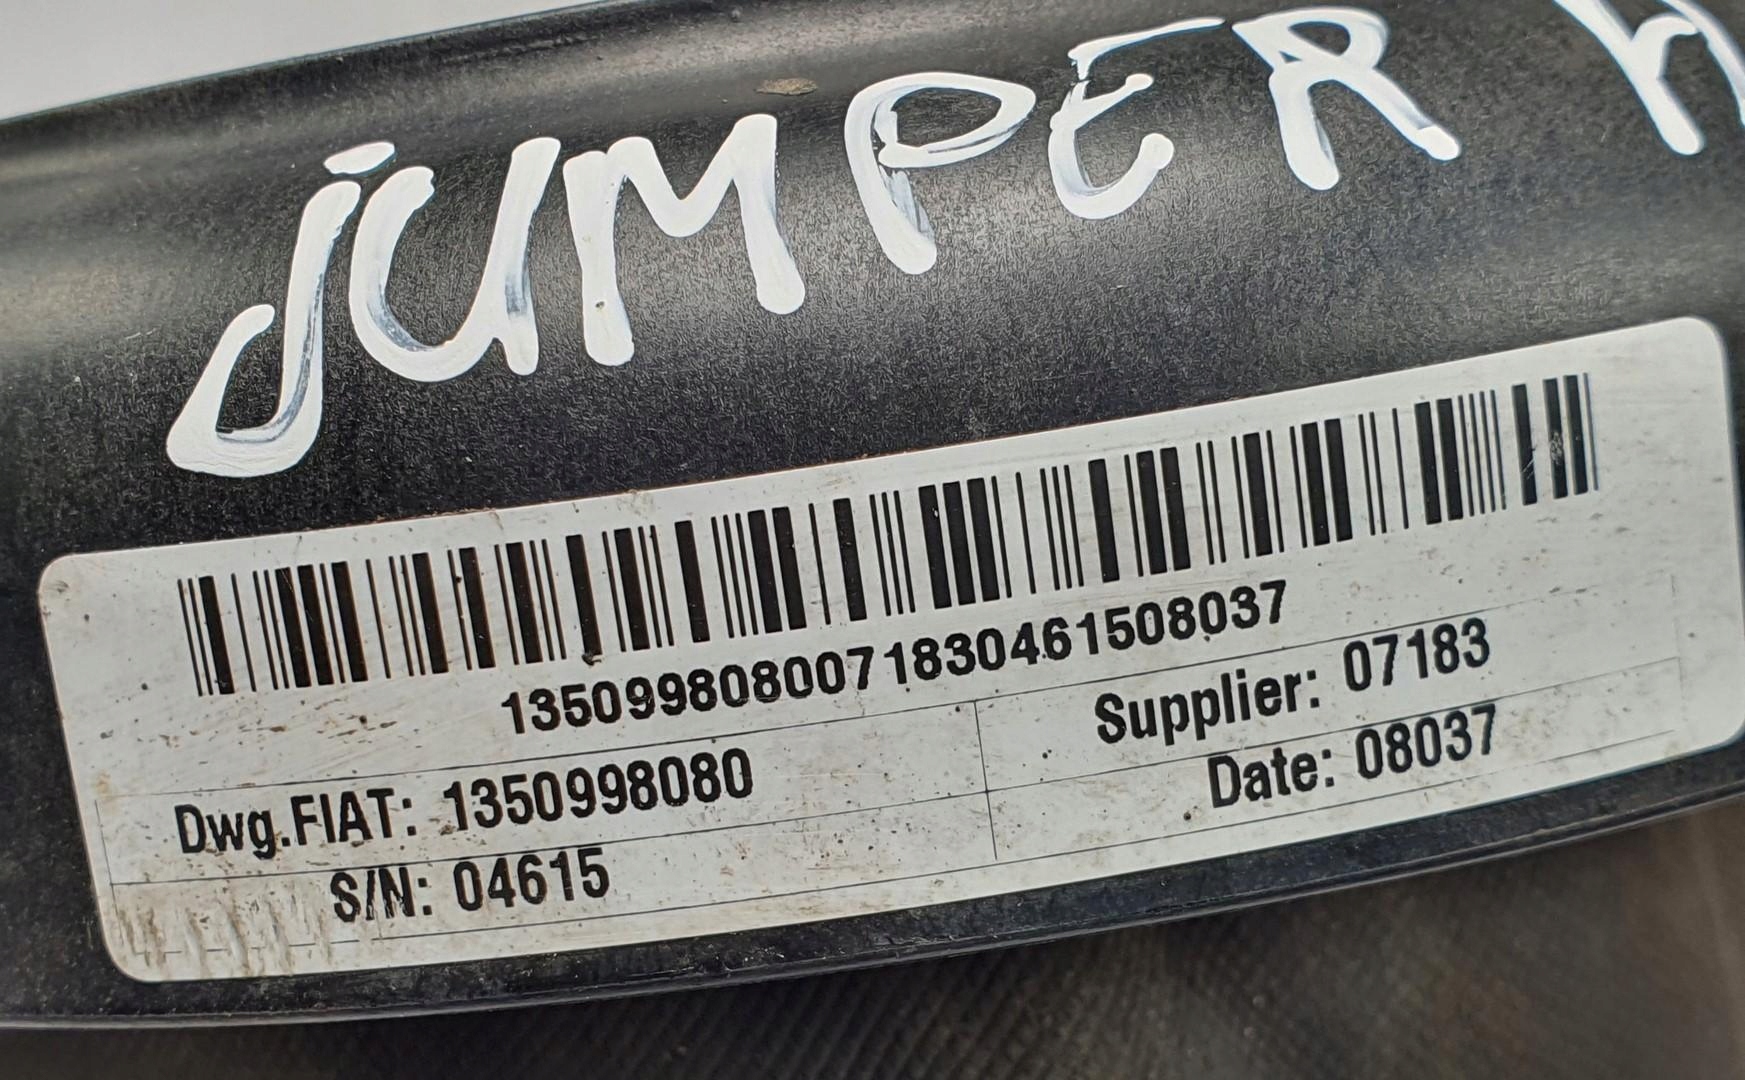 JUMPER
1350998080071830461508037
Dwg.FIAT: 1350998080
Supplier: 07183
S/N: 04615
Date: 08037